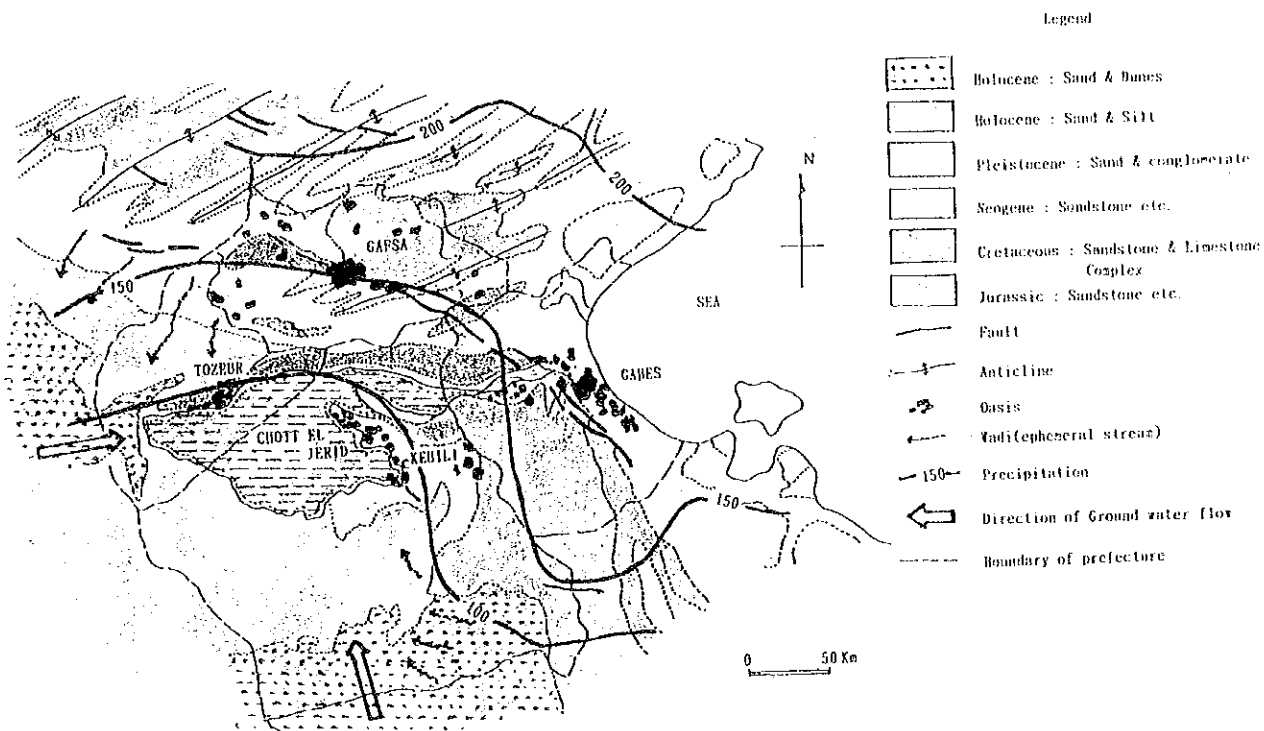 Legend
Holocene : Sand & Dunes
Holocene : Sand & Silt
Pleistocene : Sand & conglomerate
Neogene : Sandstone etc.
Cretaceous : Sandstone & Limestone
Complex
Jurassic : Sandstone etc.
Fault
Anticline
Oasis
Wadi(ephemeral stream)
150 Precipitation
Direction of Ground water flow
Boundary of prefecture
200
200
N
GAFSA
150
SEA
TOZEUR
GABES
CHOTT EL
JERID
KEBILI
150
100
0 50 Km